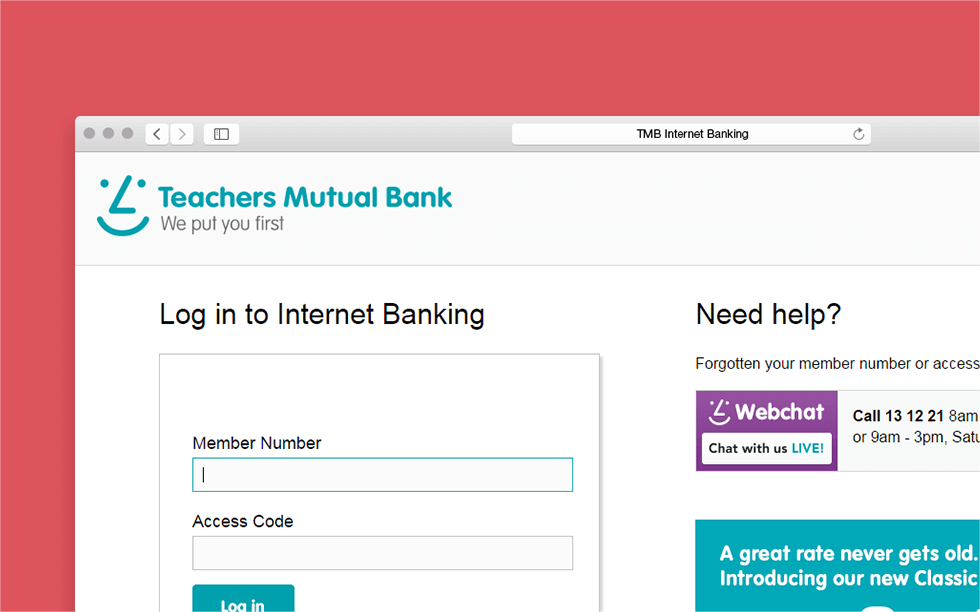 TMB Internet Banking
Teachers Mutual Bank
We put you first
Log in to Internet Banking
Member Number
Access Code
Log in
Need help?
Forgotten your member number or access
Webchat
Chat with us LIVE!
Call 13 12 21 8am
or 9am - 3pm, Satu
A great rate never gets old.
Introducing our new Classic